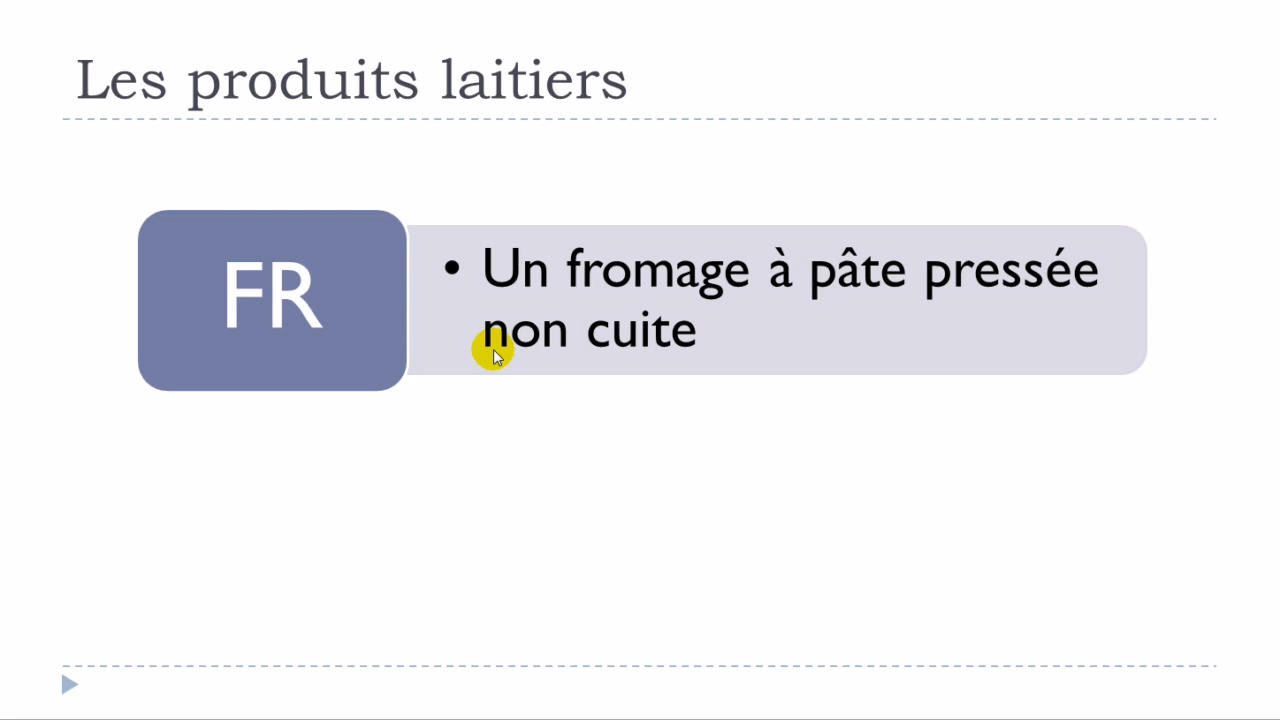 Les produits laitiers
FR
• Un fromage à pâte pressée
non cuite